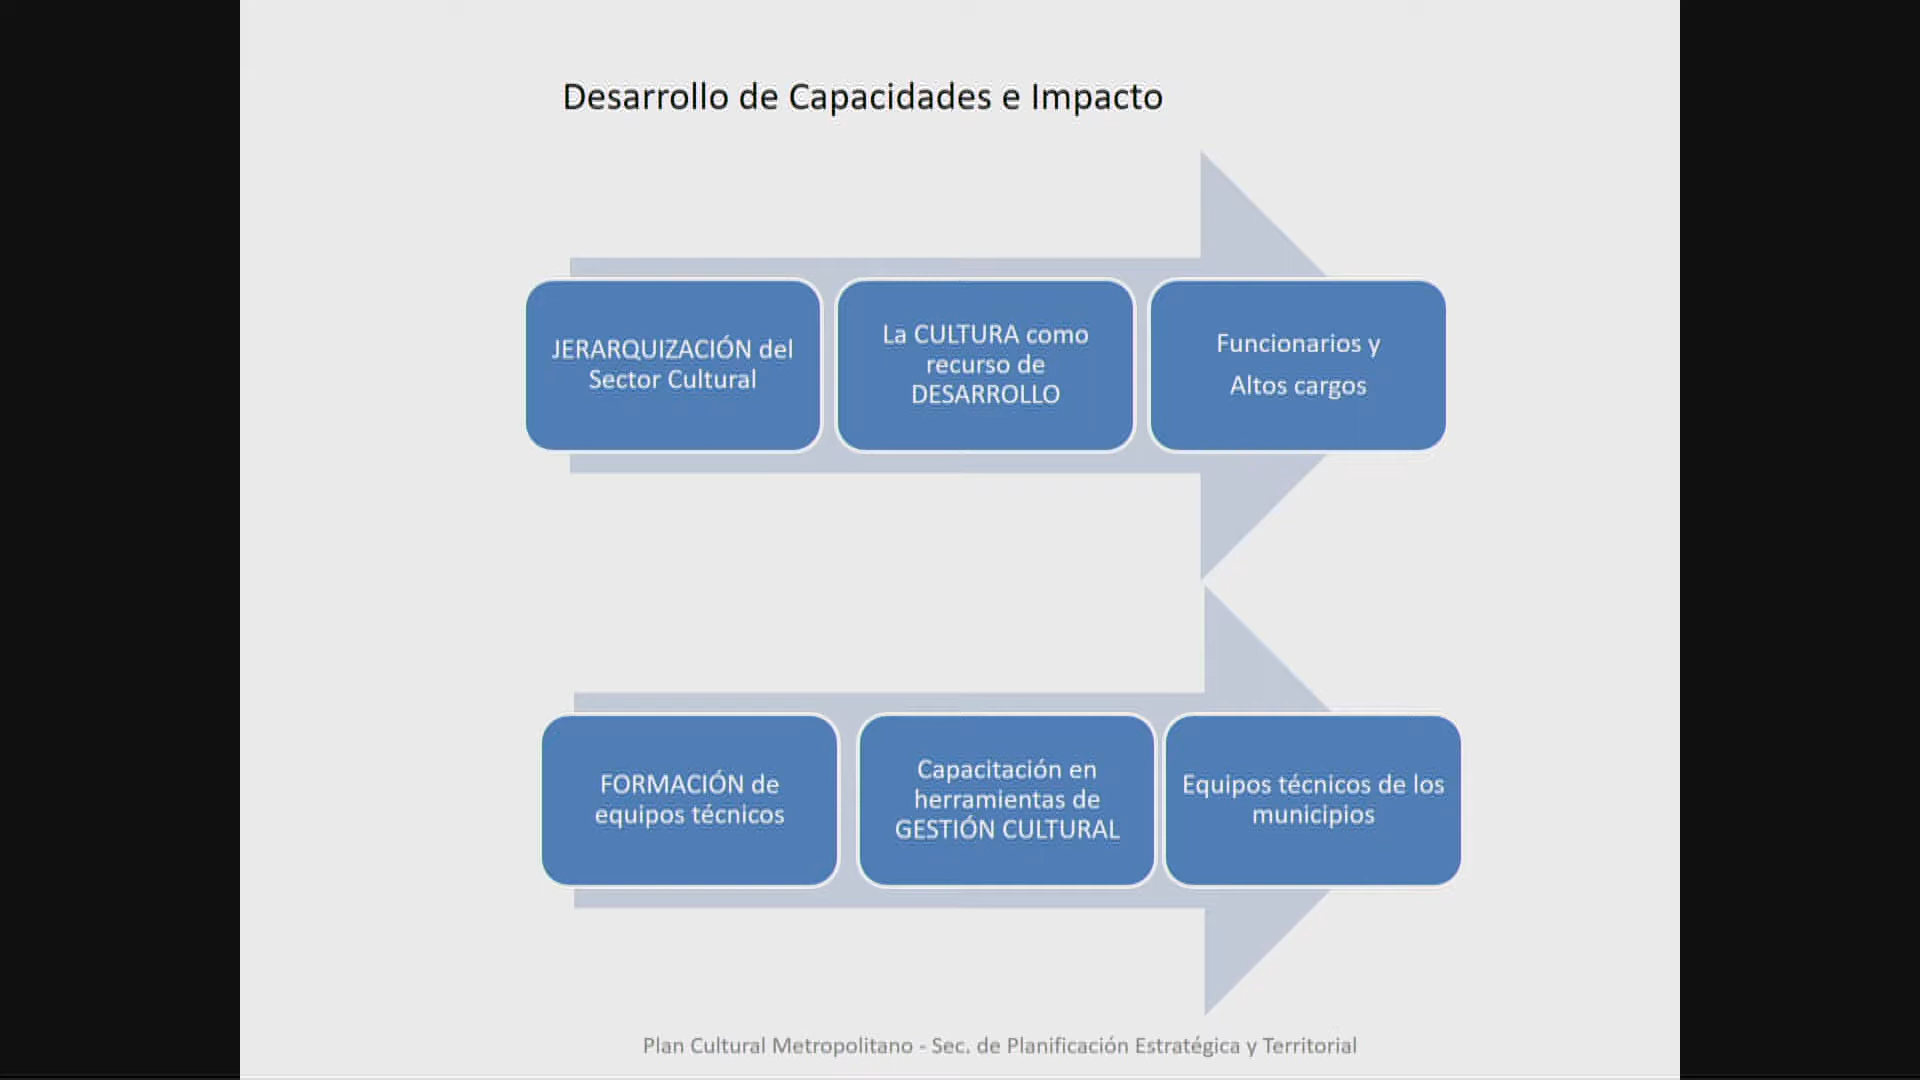 Desarrollo de Capacidades e Impacto
JERARQUIZACIÓN del
Sector Cultural
La CULTURA como
recurso de
DESARROLLO
Funcionarios y
Altos cargos
FORMACIÓN de
equipos técnicos
Capacitación en
herramientas de
GESTIÓN CULTURAL
Equipos técnicos de los
municipios
Plan Cultural Metropolitano - Sec. de Planificación Estratégica y Territorial